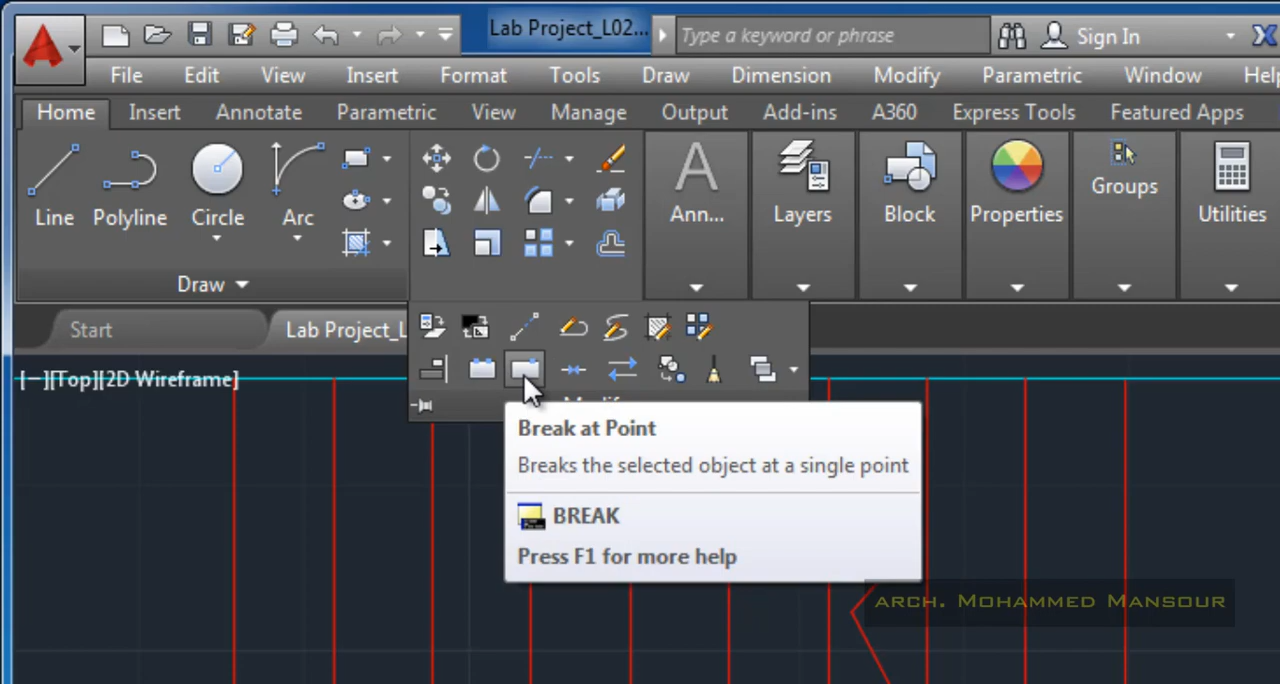 Lab Project_L02...
Type a keyword or phrase
Sign In
File Edit View Insert Format Tools Draw Dimension Modify Parametric Window Help
Home Insert Annotate Parametric View Manage Output Add-ins A360 Express Tools Featured Apps
Line Polyline Circle Arc
A
Ann... Layers Block Properties Groups Utilities
Draw
Start Lab Project_L
[−][Top][2D Wireframe]
Break at Point
Breaks the selected object at a single point
BREAK
Press F1 for more help
arch. Mohammed Mansour